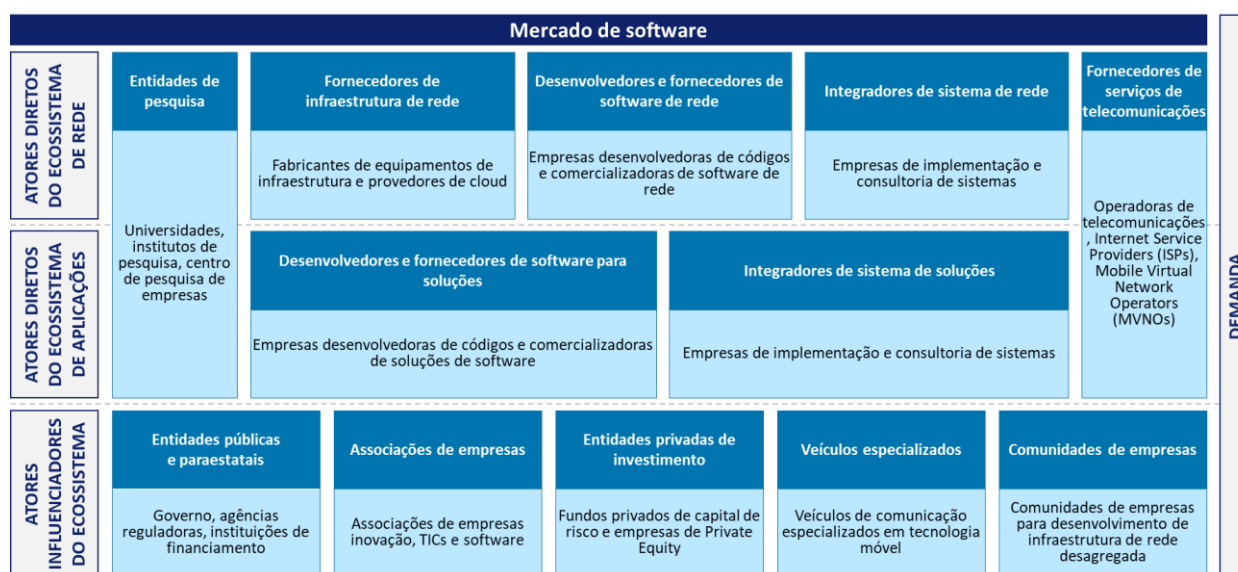 Mercado de software
ATORES DIRETOS
DO ECOSSISTEMA
DE REDE
Entidades de
pesquisa
Fornecedores de
infraestrutura de rede
Desenvolvedores e fornecedores de
software de rede
Integradores de sistema de rede
Fornecedores de
serviços de
telecomunicações
Fabricantes de equipamentos de
infraestrutura e provedores de cloud
Empresas desenvolvedoras de códigos
e comercializadoras de software de
rede
Empresas de implementação e
consultoria de sistemas
Universidades,
institutos de
pesquisa, centro
de pesquisa de
empresas
Operadoras de
telecomunicações
, Internet Service
Providers (ISPs),
Mobile Virtual
Network
Operators
(MVNOs)
ATORES DIRETOS
DO ECOSSISTEMA
DE APLICAÇÕES
Desenvolvedores e fornecedores de software para
soluções
Integradores de sistema de soluções
Empresas desenvolvedoras de códigos e comercializadoras
de soluções de software
Empresas de implementação e consultoria de sistemas
ATORES
INFLUENCIADORES
DO ECOSSISTEMA
Entidades públicas
e paraestatais
Associações de empresas
Entidades privadas de
investimento
Veículos especializados
Comunidades de empresas
Governo, agências
reguladoras, instituições de
financiamento
Associações de empresas
inovação, TICs e software
Fundos privados de capital de
risco e empresas de Private
Equity
Veículos de comunicação
especializados em tecnologia
móvel
Comunidades de empresas
para desenvolvimento de
infraestrutura de rede
desagregada
DEMANDA